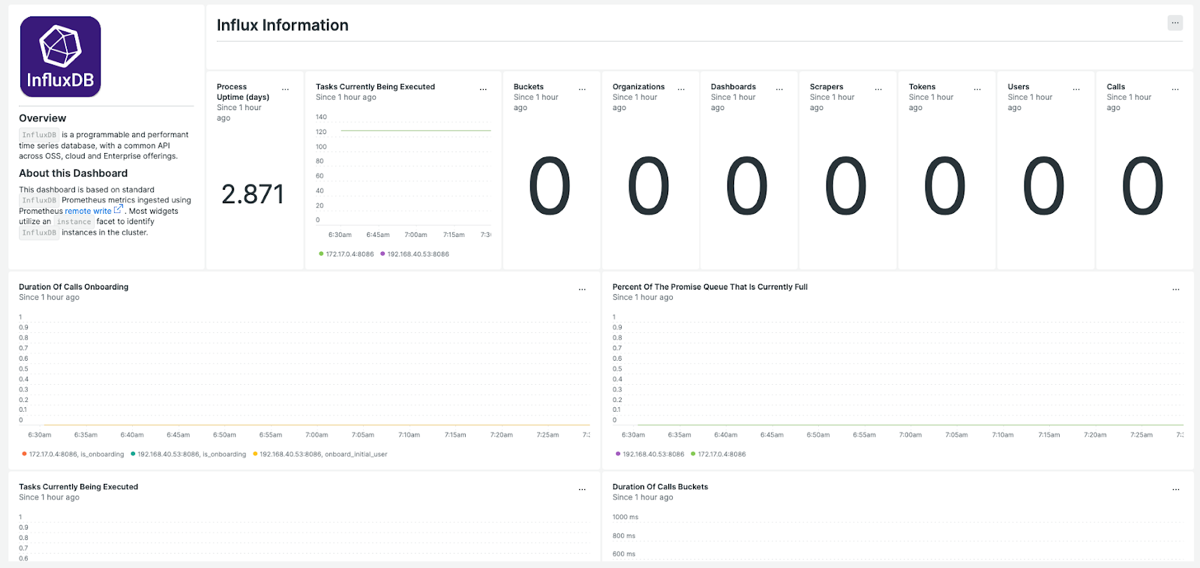 InfluxDB
Overview
InfluxDB is a programmable and performant
time series database, with a common API
across OSS, cloud and Enterprise offerings.
About this Dashboard
This dashboard is based on standard
InfluxDB Prometheus metrics ingested using
Prometheus remote write . Most widgets
utilize an instance facet to identify
InfluxDB instances in the cluster.
Influx Information
...
Process
Uptime (days)
...
Since 1 hour
ago
2.871
Tasks Currently Being Executed
...
Since 1 hour ago
140
120
100
80
60
40
20
0
6:30am 6:45am 7:00am 7:15am
172.17.0.4:8086 192.168.40.53:8086
Buckets
...
Since 1 hour
ago
0
Organizations
...
Since 1 hour
ago
0
Dashboards
...
Since 1 hour
ago
0
Scrapers
...
Since 1 hour
ago
0
Tokens
...
Since 1 hour
ago
0
Users
...
Since 1 hour
ago
0
Calls
...
Since 1 hour
ago
0
Duration Of Calls Onboarding
...
Since 1 hour ago
1
0.9
0.8
0.7
0.6
0.5
0.4
0.3
0.2
0.1
0
6:30am 6:35am 6:40am 6:45am 6:50am 6:55am 7:00am 7:05am 7:10am 7:15am 7:20am 7:25am
172.17.0.4:8086, is_onboarding 192.168.40.53:8086, is_onboarding 192.168.40.53:8086, onboard_initial_user
Percent Of The Promise Queue That Is Currently Full
...
Since 1 hour ago
1
0.9
0.8
0.7
0.6
0.5
0.4
0.3
0.2
0.1
0
6:30am 6:35am 6:40am 6:45am 6:50am 6:55am 7:00am 7:05am 7:10am 7:15am 7:20am 7:25am
192.168.40.53:8086 172.17.0.4:8086
Tasks Currently Being Executed
...
Since 1 hour ago
1
0.9
0.8
0.7
0.6
Duration Of Calls Buckets
...
Since 1 hour ago
1000 ms
800 ms
600 ms